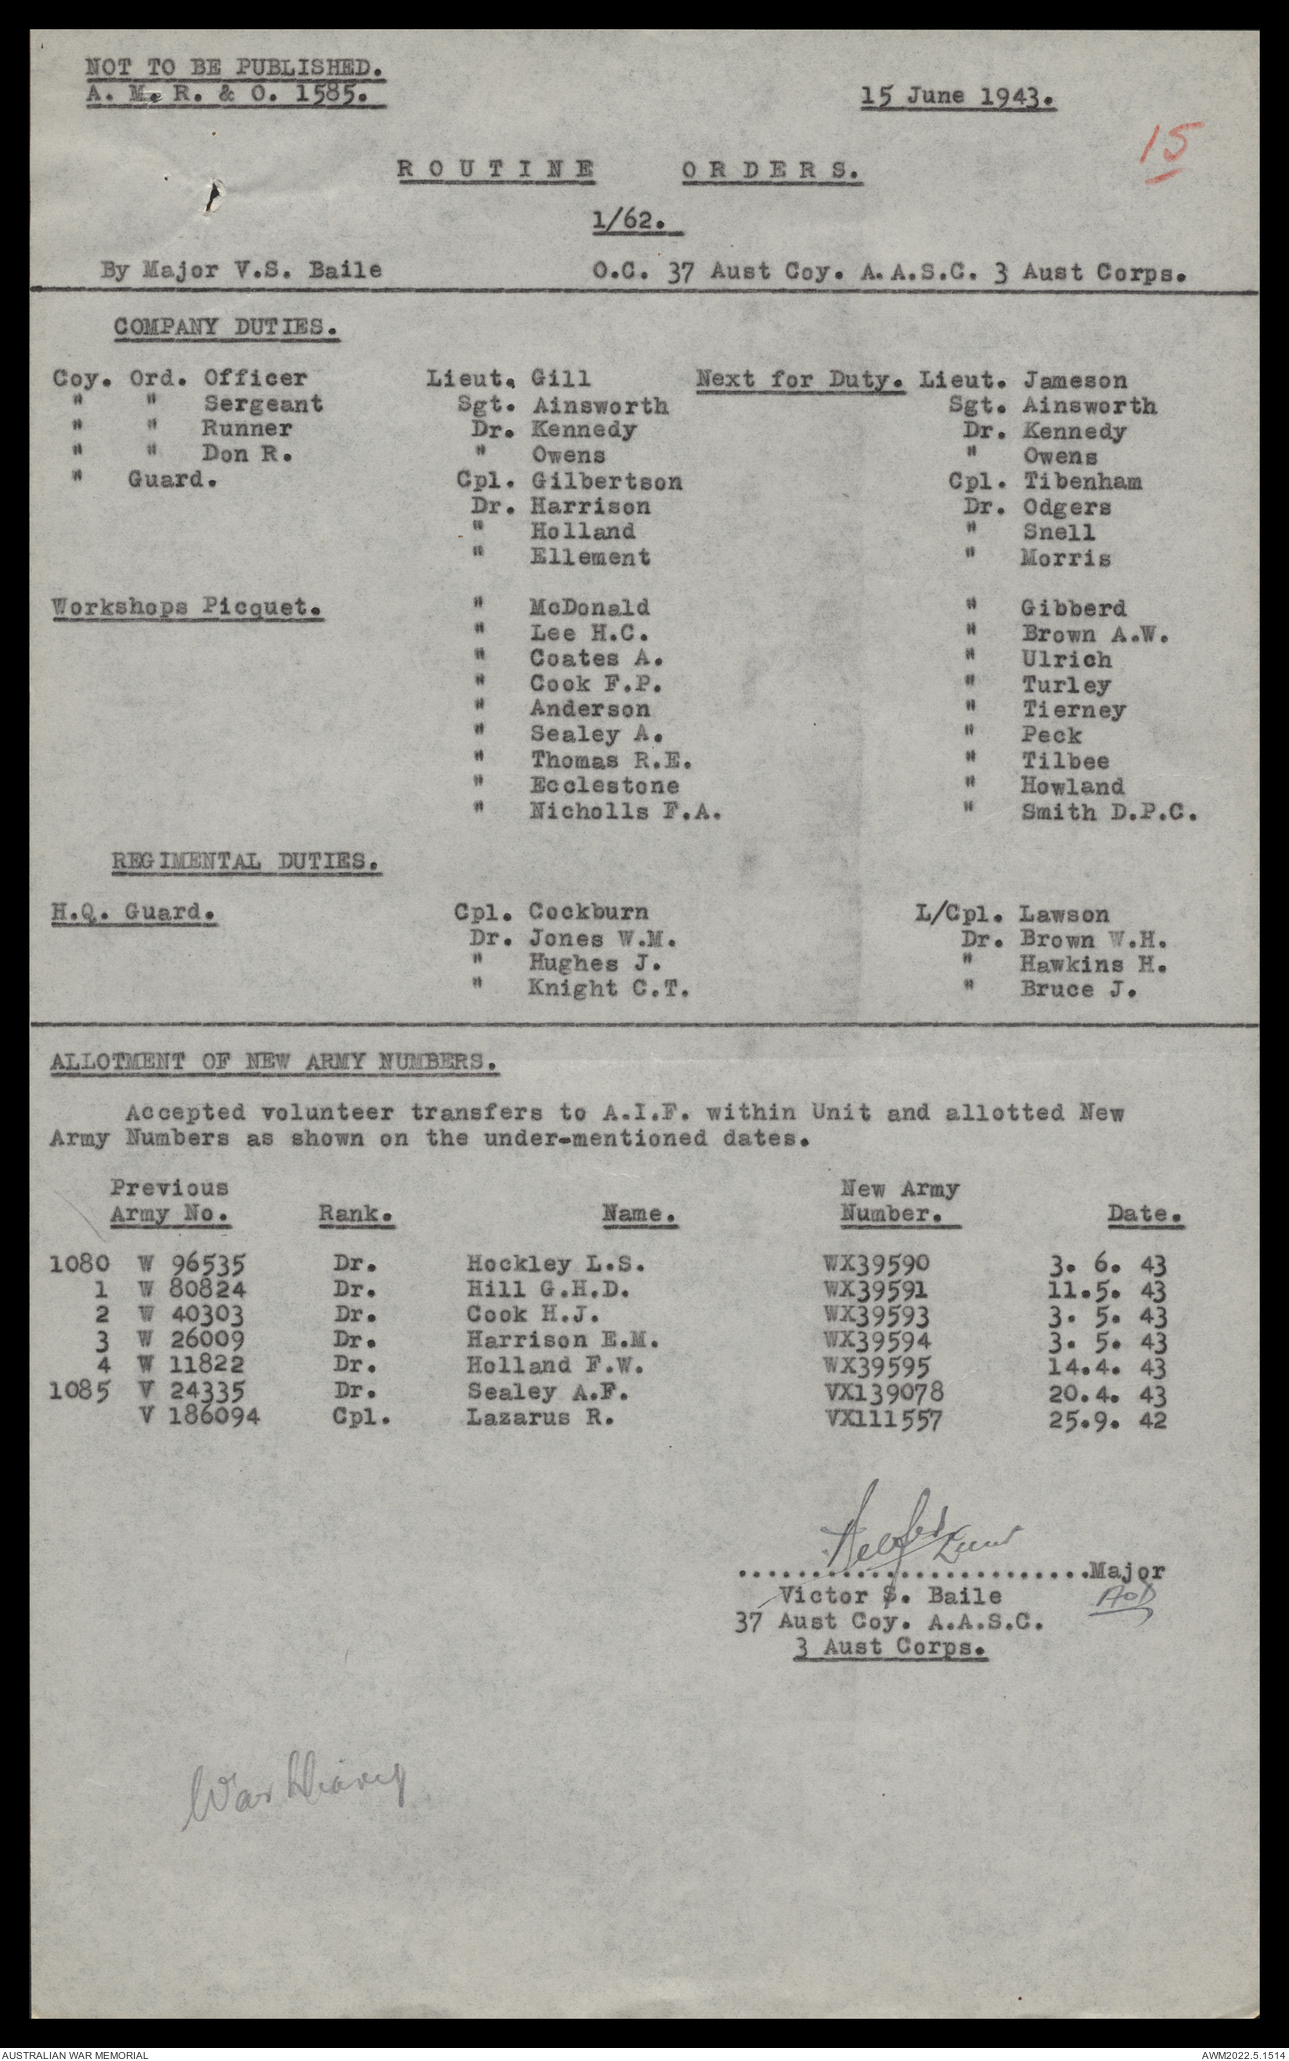 NOT TO BE PUBLISHED.
A. M. R. & O. 1585.
15 June 1943.
15
ROUTINE ORDERS.
1/62.
By Major V.S. Baile O.C. 37 Aust Coy. A.A.S.C. 3 Aust Corps.
COMPANY DUTIES.
Coy. Ord. Officer Lieut. Gill Next for Duty. Lieut. Jameson
" " Sergeant Sgt. Ainsworth Sgt. Ainsworth
" " Runner Dr. Kennedy Dr. Kennedy
" " Don R. " Owens " Owens
" Guard. Cpl. Gilbertson Cpl. Tibenham
Dr. Harrison Dr. Odgers
" Holland " Snell
" Ellement " Morris
Workshops Picquet. " McDonald " Gibberd
" Lee H.C. " Brown A.W.
" Coates A. " Ulrich
" Cook F.P. " Turley
" Anderson " Tierney
" Sealey A. " Peck
" Thomas R.E. " Tilbee
" Ecclestone " Howland
" Nicholls F.A. " Smith D.P.C.
REGIMENTAL DUTIES.
H.Q. Guard. Cpl. Cockburn L/Cpl. Lawson
Dr. Jones W.M. Dr. Brown W.H.
" Hughes J. " Hawkins H.
" Knight C.T. " Bruce J.
ALLOTMENT OF NEW ARMY NUMBERS.
Accepted volunteer transfers to A.I.F. within Unit and allotted New
Army Numbers as shown on the under-mentioned dates.
Previous New Army
Army No. Rank. Name. Number. Date.
1080 W 96535 Dr. Hockley L.S. WX39590 3. 6. 43
1 W 80824 Dr. Hill G.H.D. WX39591 11.5. 43
2 W 40303 Dr. Cook H.J. WX39593 3. 5. 43
3 W 26009 Dr. Harrison E.M. WX39594 3. 5. 43
4 W 11822 Dr. Holland F.W. WX39595 14.4. 43
1085 V 24335 Dr. Sealey A.F. VX139078 20.4. 43
V 186094 Cpl. Lazarus R. VX111557 25.9. 42
........................Major
Victor S. Baile
37 Aust Coy. A.A.S.C.
3 Aust Corps.
War Diary
AUSTRALIAN WAR MEMORIAL AWM2022.5.1514